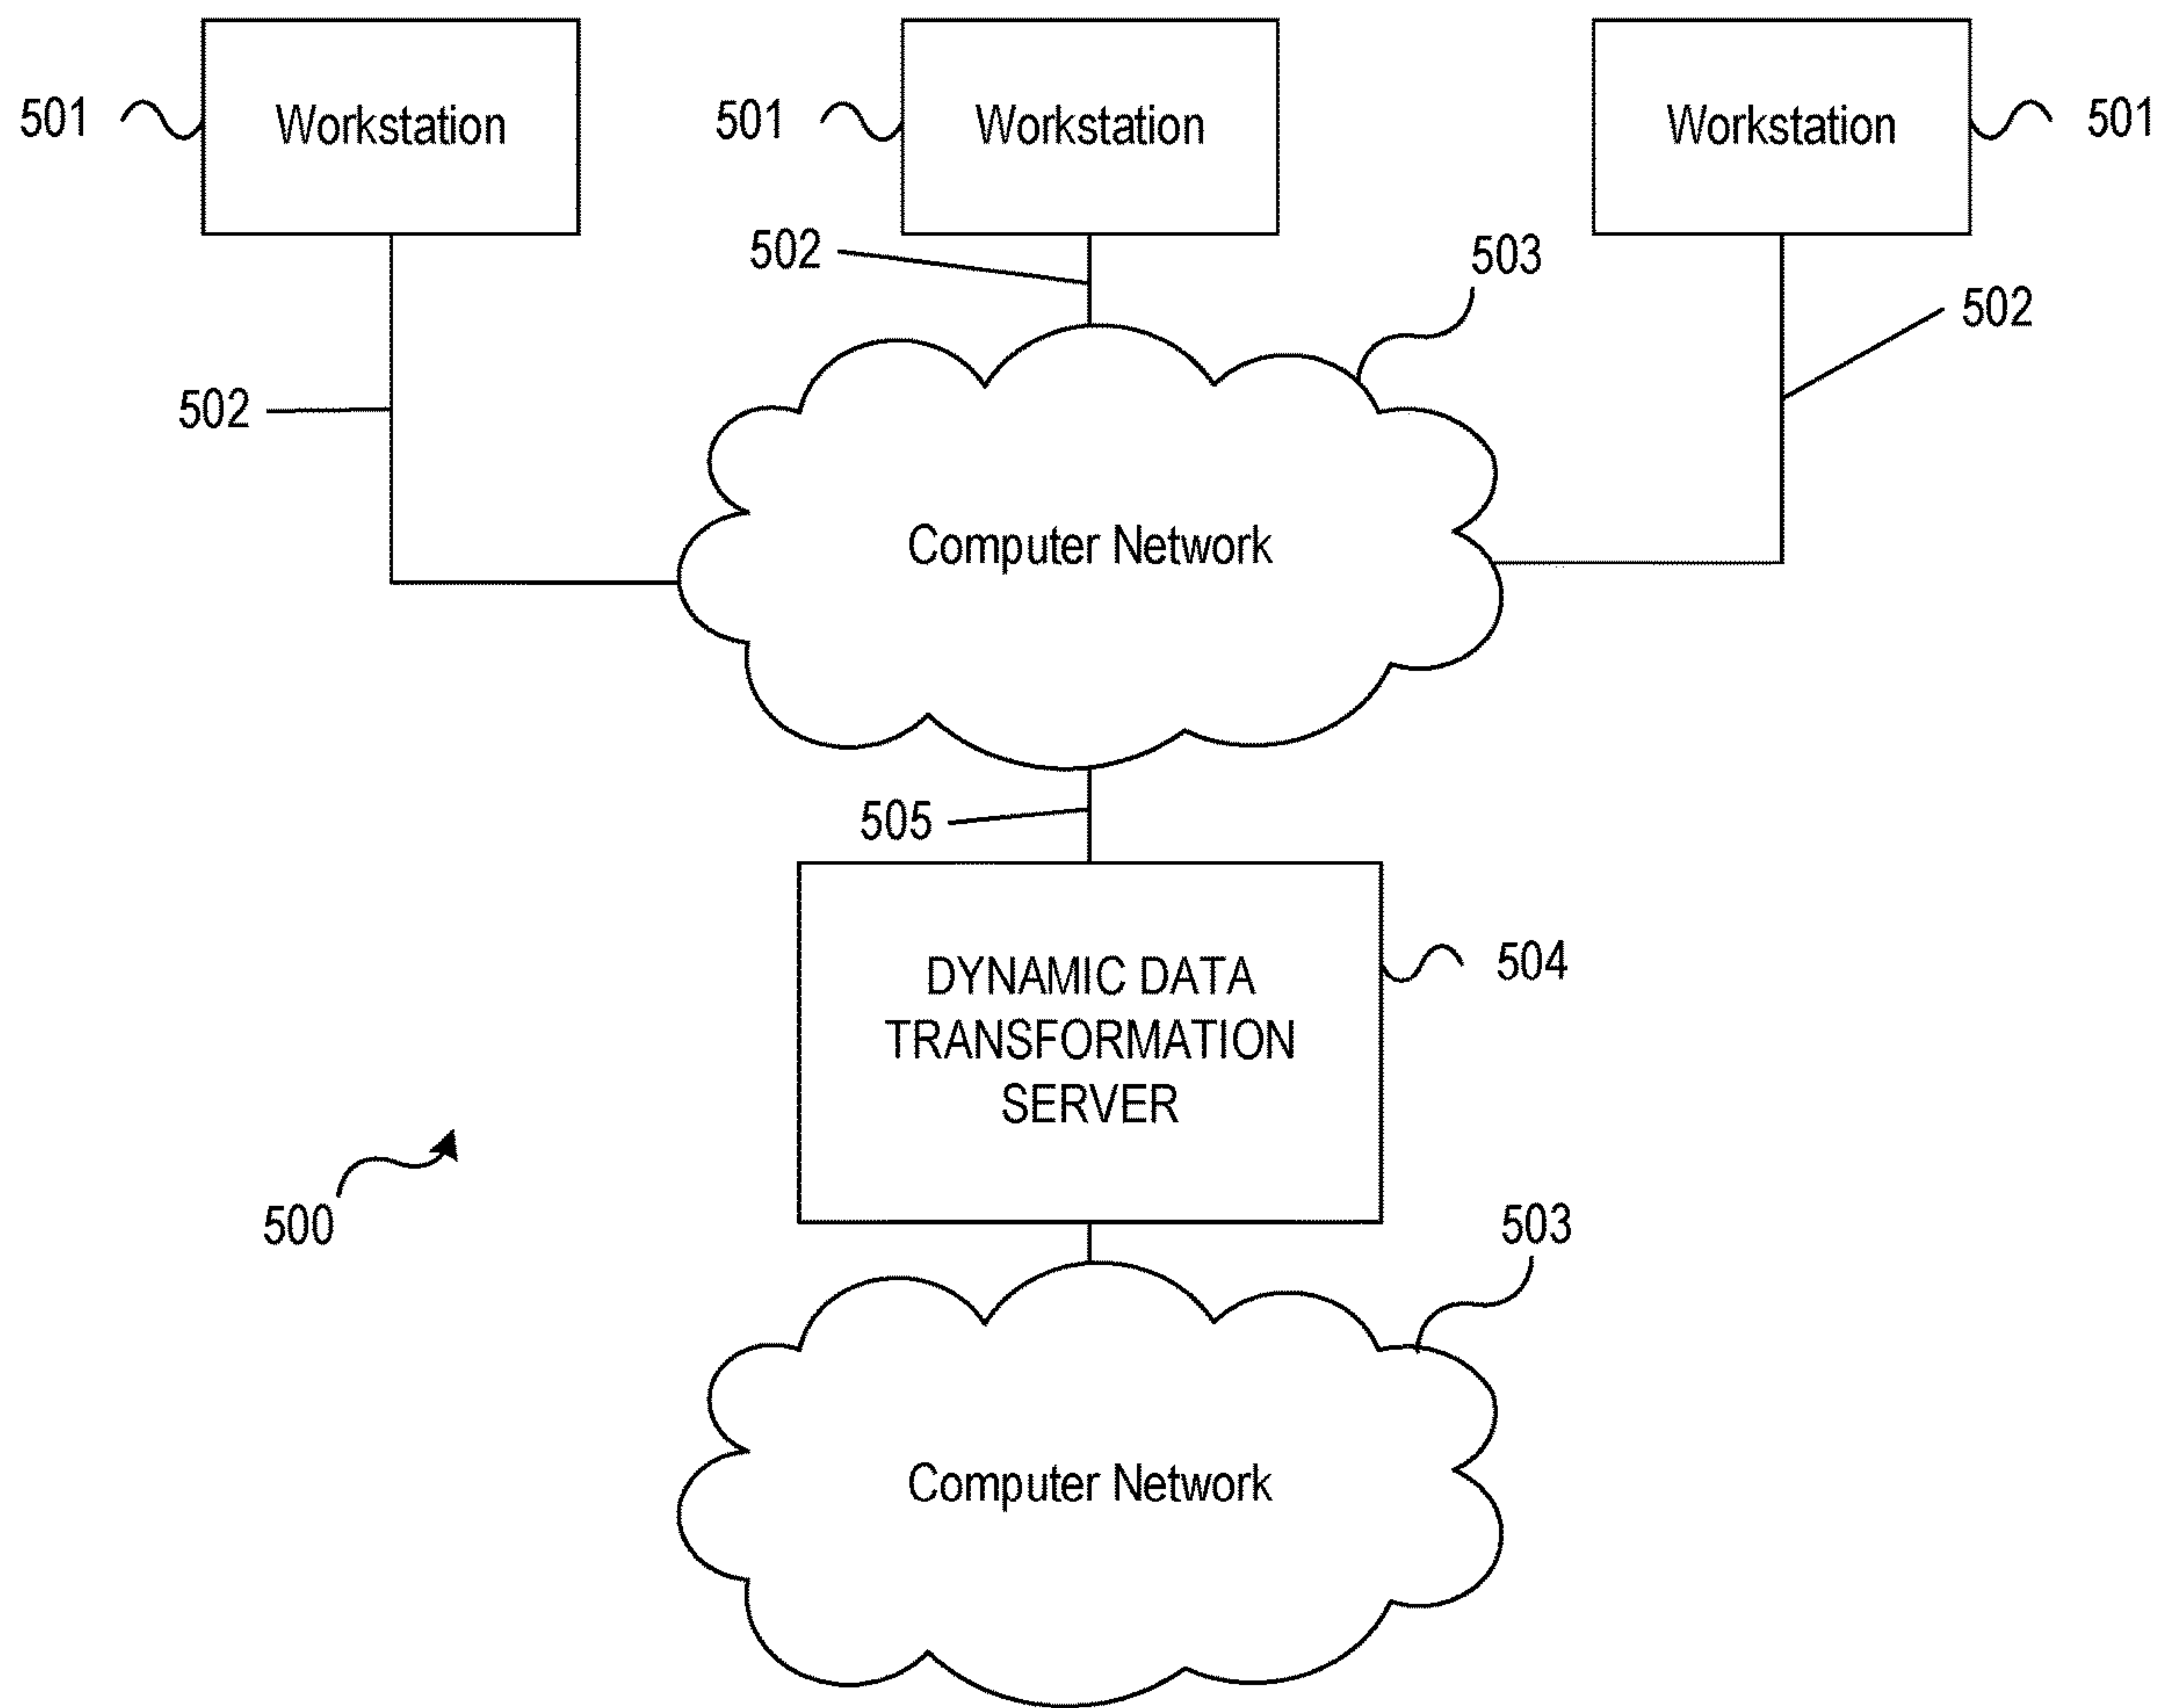 501
Workstation
501
Workstation
Workstation
501
502
503
502
502
Computer Network
505
DYNAMIC DATA
TRANSFORMATION
SERVER
504
500
503
Computer Network